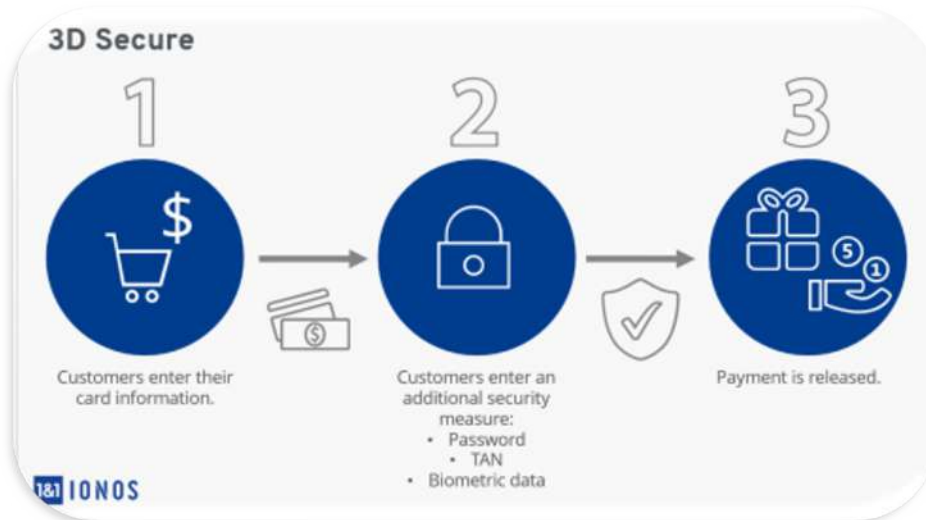 3D Secure
1
2
3
$
5
1
$
Customers enter their
card information.
Customers enter an
additional security
measure:
• Password
• TAN
• Biometric data
Payment is released.
1&1 IONOS